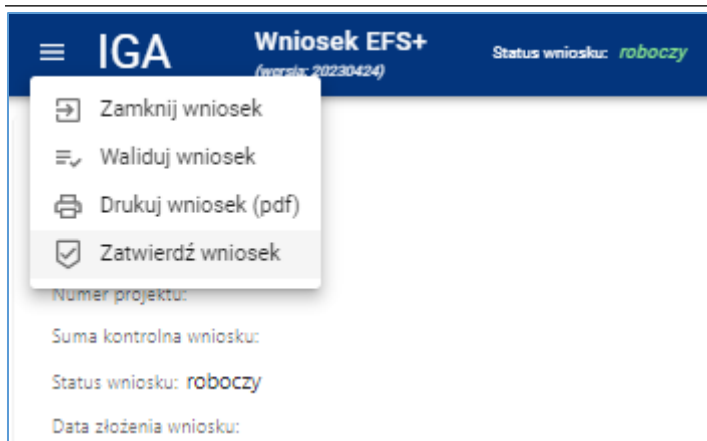 IGA
Wniosek EFS+
(wersja: 20230424)
Status wniosku: roboczy
Zamknij wniosek
Waliduj wniosek
Drukuj wniosek (pdf)
Zatwierdź wniosek
Numer projektu:
Suma kontrolna wniosku:
Status wniosku: roboczy
Data złożenia wniosku: